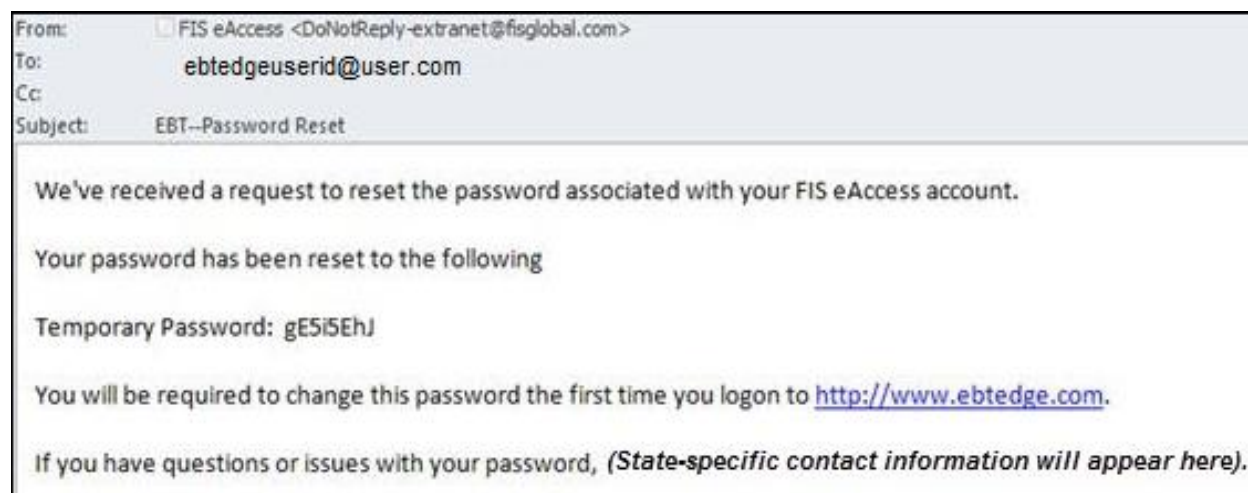 From: FIS eAccess <DoNotReply-extranet@fisglobal.com>
To: ebtedgeuserid@user.com
Cc:
Subject: EBT--Password Reset
We've received a request to reset the password associated with your FIS eAccess account.
Your password has been reset to the following
Temporary Password: gE5i5EhJ
You will be required to change this password the first time you logon to http://www.ebtedge.com.
If you have questions or issues with your password, (State-specific contact information will appear here).